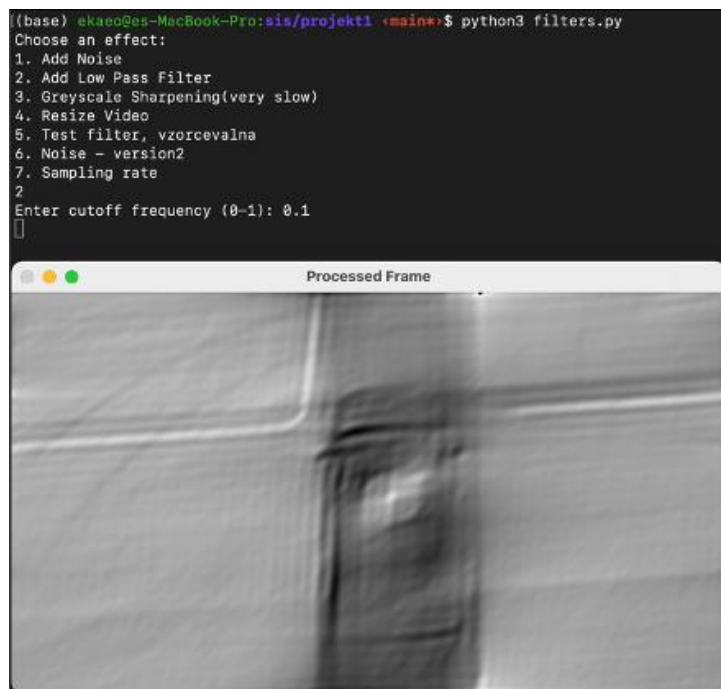 ((base) ekaeo@es-MacBook-Pro:sis/projekt1 ‹main*›$ python3 filters.py
Choose an effect:
1. Add Noise
2. Add Low Pass Filter
3. Greyscale Sharpening(very slow)
4. Resize Video
5. Test filter, vzorcevalna
6. Noise – version2
7. Sampling rate
2
Enter cutoff frequency (0–1): 0.1
Processed Frame